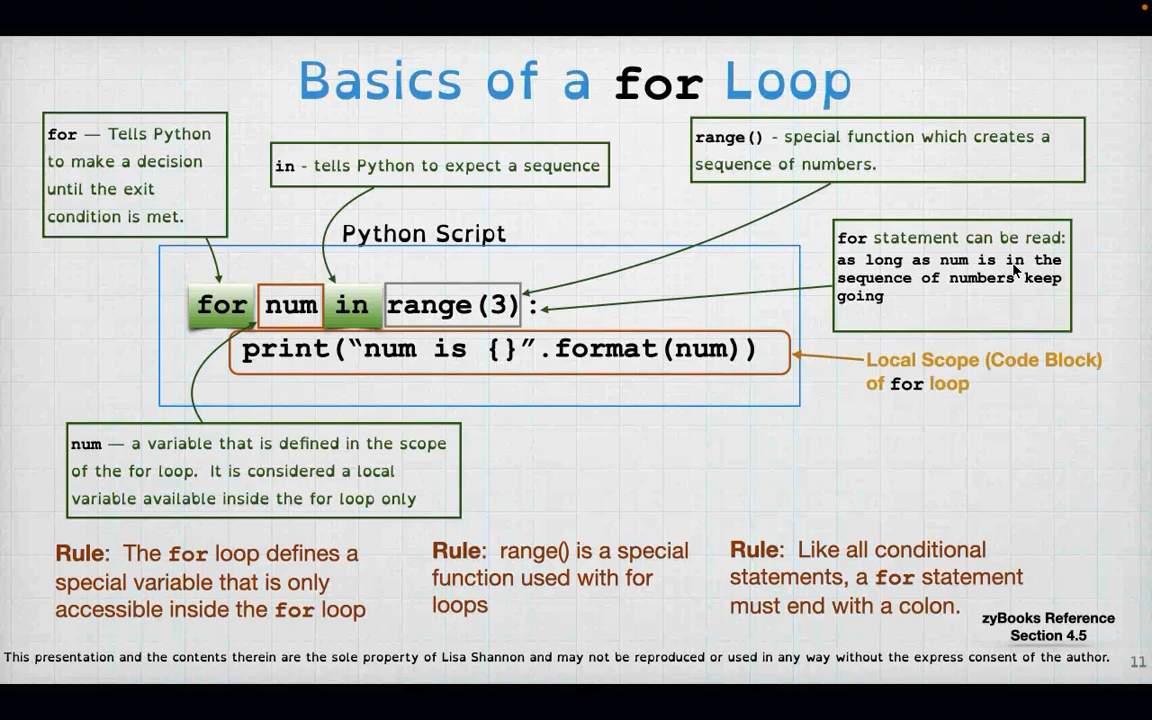 Basics of a for Loop
for — Tells Python
to make a decision
until the exit
condition is met.
in - tells Python to expect a sequence
range() - special function which creates a
sequence of numbers.
Python Script
for statement can be read:
as long as num is in the
sequence of numbers keep
going
for num in range(3):
print(“num is {}”.format(num))
Local Scope (Code Block)
of for loop
num — a variable that is defined in the scope
of the for loop. It is considered a local
variable available inside the for loop only
Rule: The for loop defines a
special variable that is only
accessible inside the for loop
Rule: range() is a special
function used with for
loops
Rule: Like all conditional
statements, a for statement
must end with a colon.
zyBooks Reference
Section 4.5
This presentation and the contents therein are the sole property of Lisa Shannon and may not be reproduced or used in any way without the express consent of the author.
11